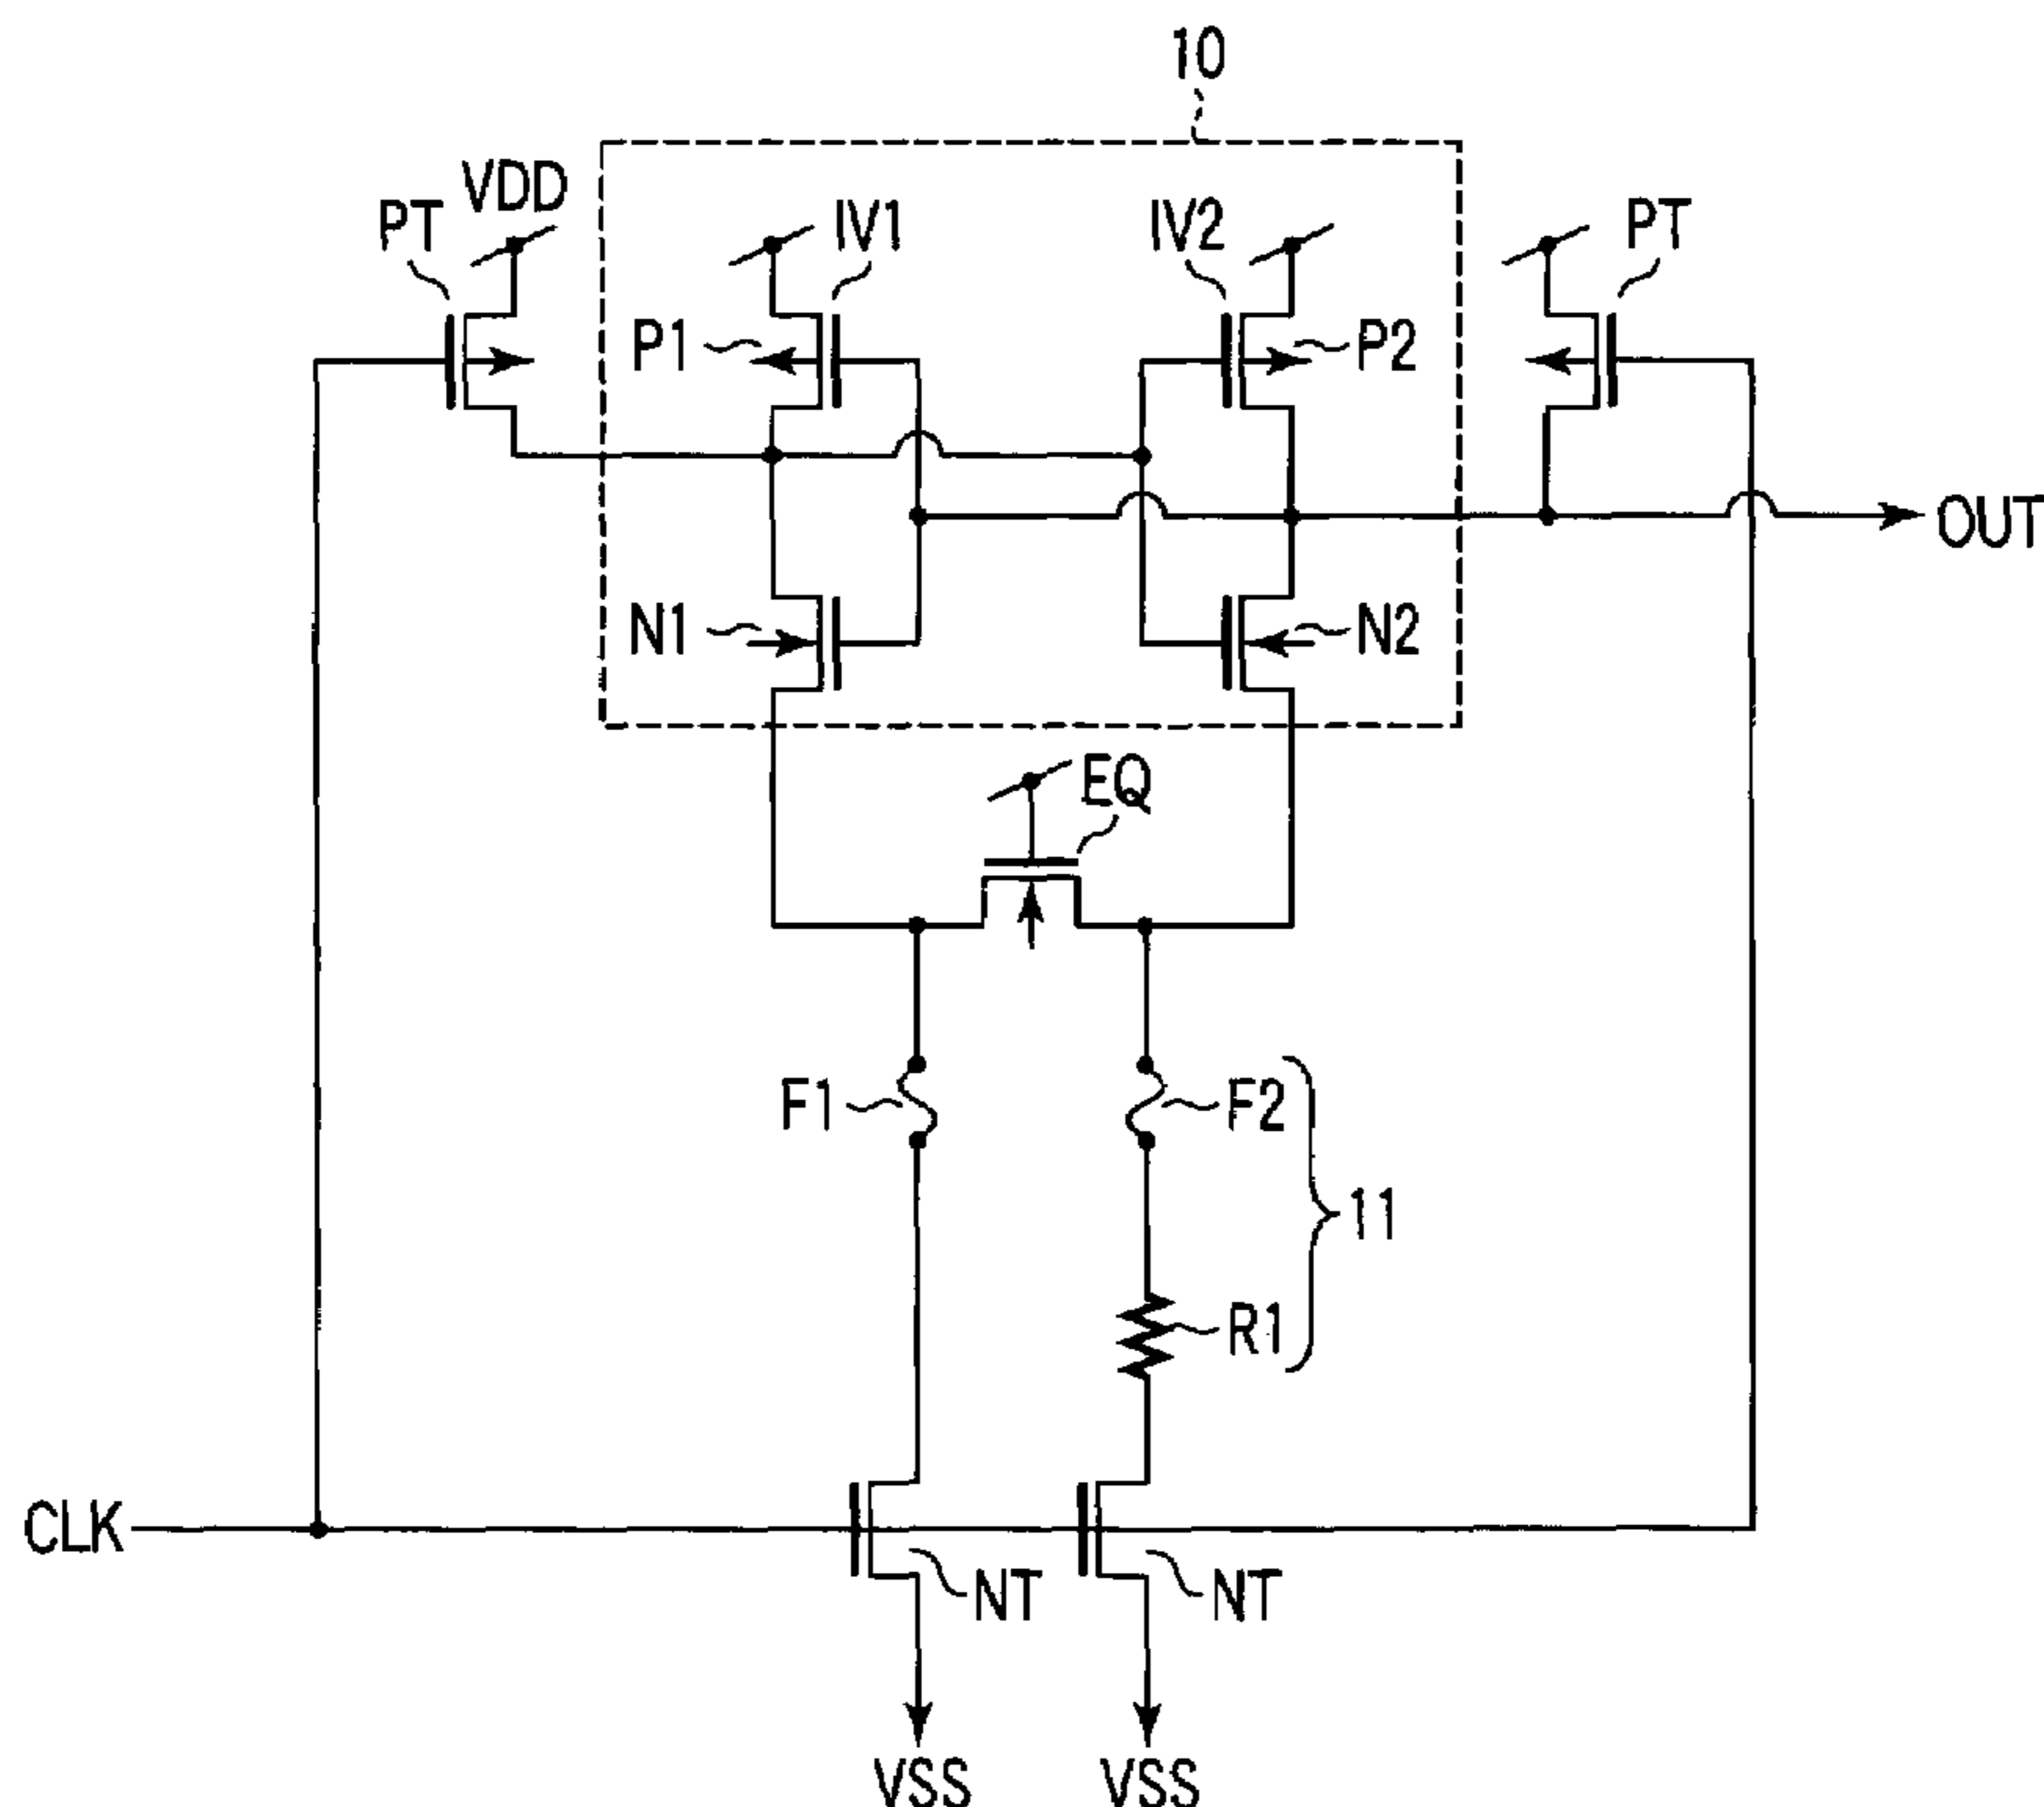 10
VDD
PT
IV1
IV2
PT
P1
P2
OUT
N1
N2
EQ
F1
F2
11
R1
CLK
NT
NT
VSS
VSS